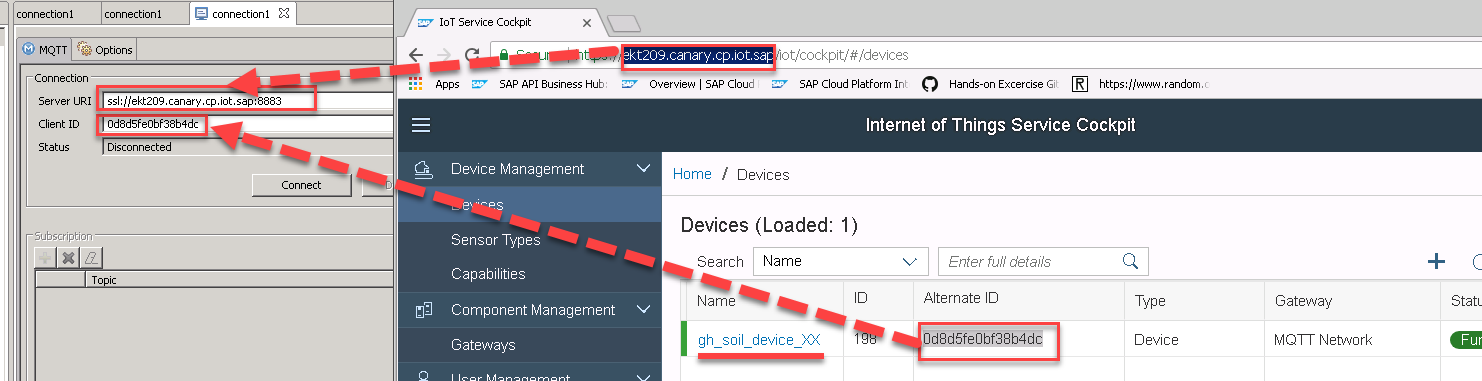 connection1
connection1
connection1
MQTT
Options
Connection
Server URI
ssl://ekt209.canary.cp.iot.sap:8883
Client ID
0d8d5fe0bf38b4dc
Status
Disconnected
Connect
Subscription
Topic
IoT Service Cockpit
ekt209.canary.cp.iot.sap/iot/cockpit/#/devices
Apps
SAP API Business Hub:
Overview | SAP Cloud
SAP Cloud Platform Int
Hands-on Excercise Git
https://www.random.c
Internet of Things Service Cockpit
Device Management
Devices
Sensor Types
Capabilities
Component Management
Gateways
User Management
Home / Devices
Devices (Loaded: 1)
Search
Name
Enter full details
Name
ID
Alternate ID
Type
Gateway
Statu
gh_soil_device_XX
198
0d8d5fe0bf38b4dc
Device
MQTT Network
Fun